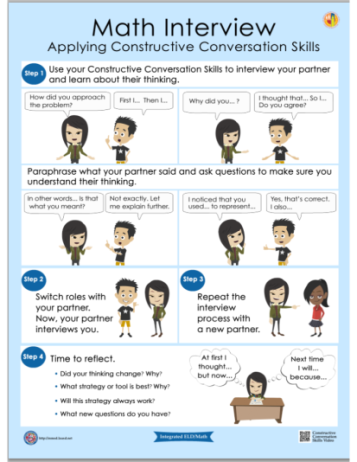 Math Interview
Applying Constructive Conversation Skills
Step 1
Use your Constructive Conversation Skills to interview your partner
and learn about their thinking.
How did you approach
the problem?
First I... Then I...
Why did you... ?
I thought that... So I...
Do you agree?
Paraphrase what your partner said and ask questions to make sure you
understand their thinking.
In other words... Is that
what you meant?
Not exactly. Let
me explain further.
I noticed that you
used... to represent...
Yes, that's correct.
I also...
Step 2
Switch roles with
your partner.
Now, your partner
interviews you.
Step 3
Repeat the
interview
process with
a new partner.
Step 4
Time to reflect.
• Did your thinking change? Why?
• What strategy or tool is best? Why?
• Will this strategy always work?
• What new questions do you have?
At first I
thought...
but now...
Next time
I will...
because...
Integrated ELD/Math
Constructive
Conversation
Skills Video